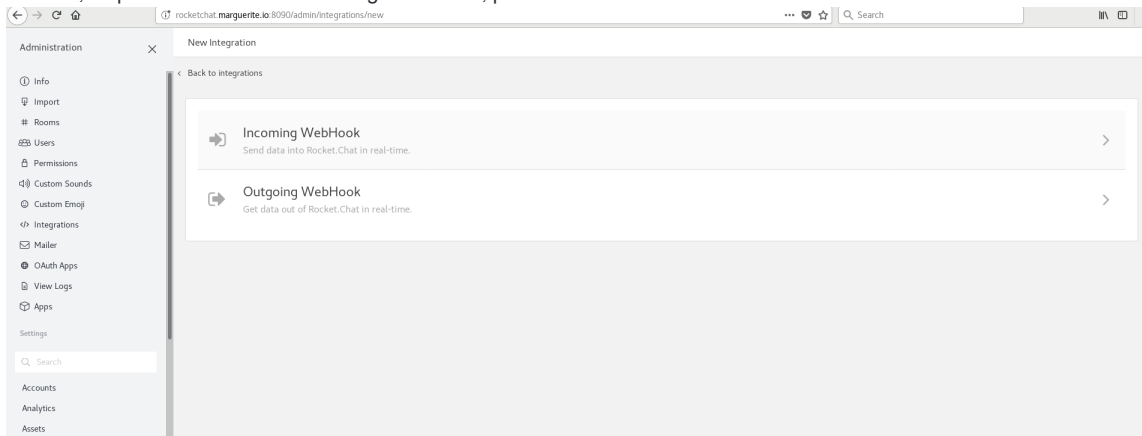 rocketchat.marguerite.io:8090/admin/integrations/new
Search
Administration
New Integration
Back to integrations
Info
Import
Rooms
Users
Permissions
Custom Sounds
Custom Emoji
Integrations
Mailer
OAuth Apps
View Logs
Apps
Settings
Search
Accounts
Analytics
Assets
Incoming WebHook
Send data into Rocket.Chat in real-time.
Outgoing WebHook
Get data out of Rocket.Chat in real-time.